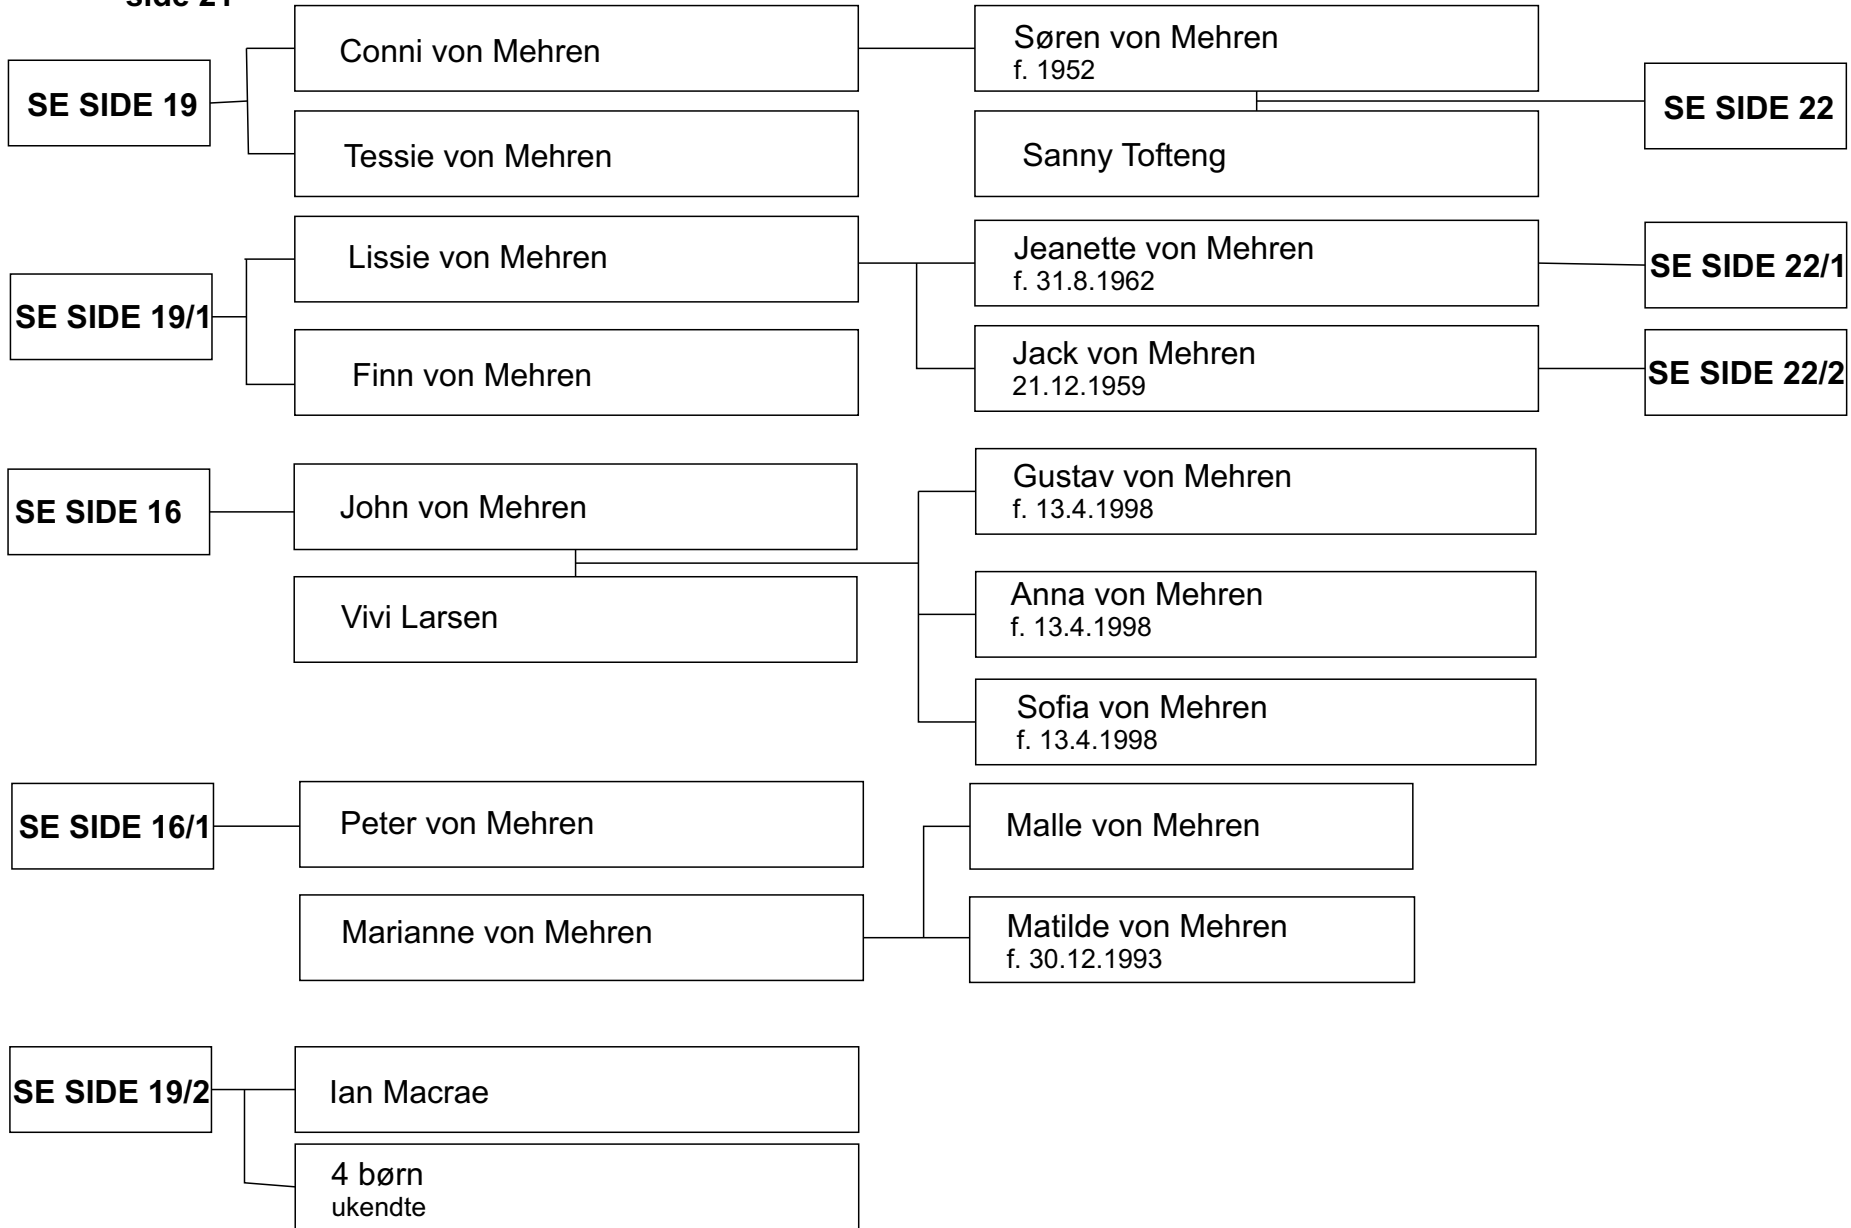 side 21
Conni von Mehren
Søren von Mehren
f. 1952
SE SIDE 19
SE SIDE 22
Tessie von Mehren
Sanny Tofteng
Lissie von Mehren
Jeanette von Mehren
f. 31.8.1962
SE SIDE 22/1
SE SIDE 19/1
Finn von Mehren
Jack von Mehren
21.12.1959
SE SIDE 22/2
SE SIDE 16
John von Mehren
Gustav von Mehren
f. 13.4.1998
Vivi Larsen
Anna von Mehren
f. 13.4.1998
Sofia von Mehren
f. 13.4.1998
SE SIDE 16/1
Peter von Mehren
Malle von Mehren
Marianne von Mehren
Matilde von Mehren
f. 30.12.1993
SE SIDE 19/2
Ian Macrae
4 børn
ukendte